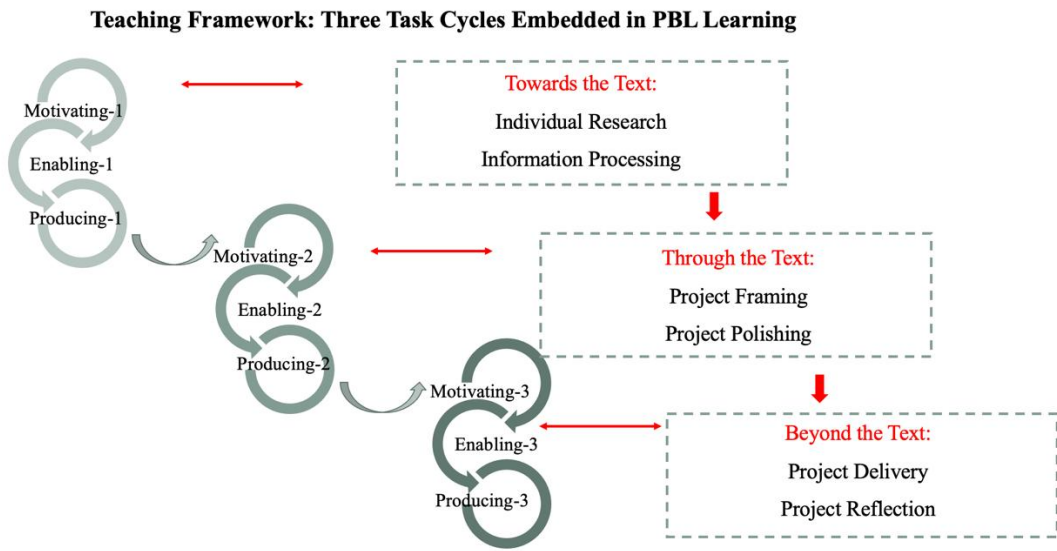 Teaching Framework: Three Task Cycles Embedded in PBL Learning
Motivating-1
Enabling-1
Producing-1
Towards the Text:
Individual Research
Information Processing
Motivating-2
Enabling-2
Producing-2
Through the Text:
Project Framing
Project Polishing
Motivating-3
Enabling-3
Producing-3
Beyond the Text:
Project Delivery
Project Reflection